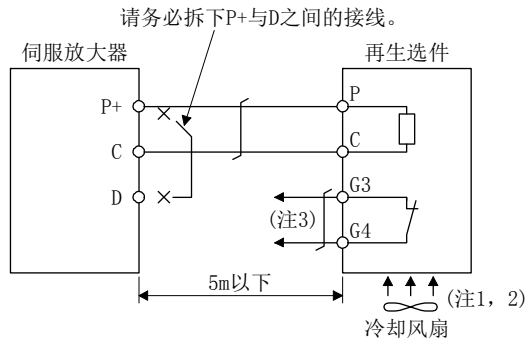 请务必拆下P+与D之间的接线。
伺服放大器
再生选件
P+
P
C
C
D
G3
(注3)
G4
5m以下
(注1，2)
冷却风扇